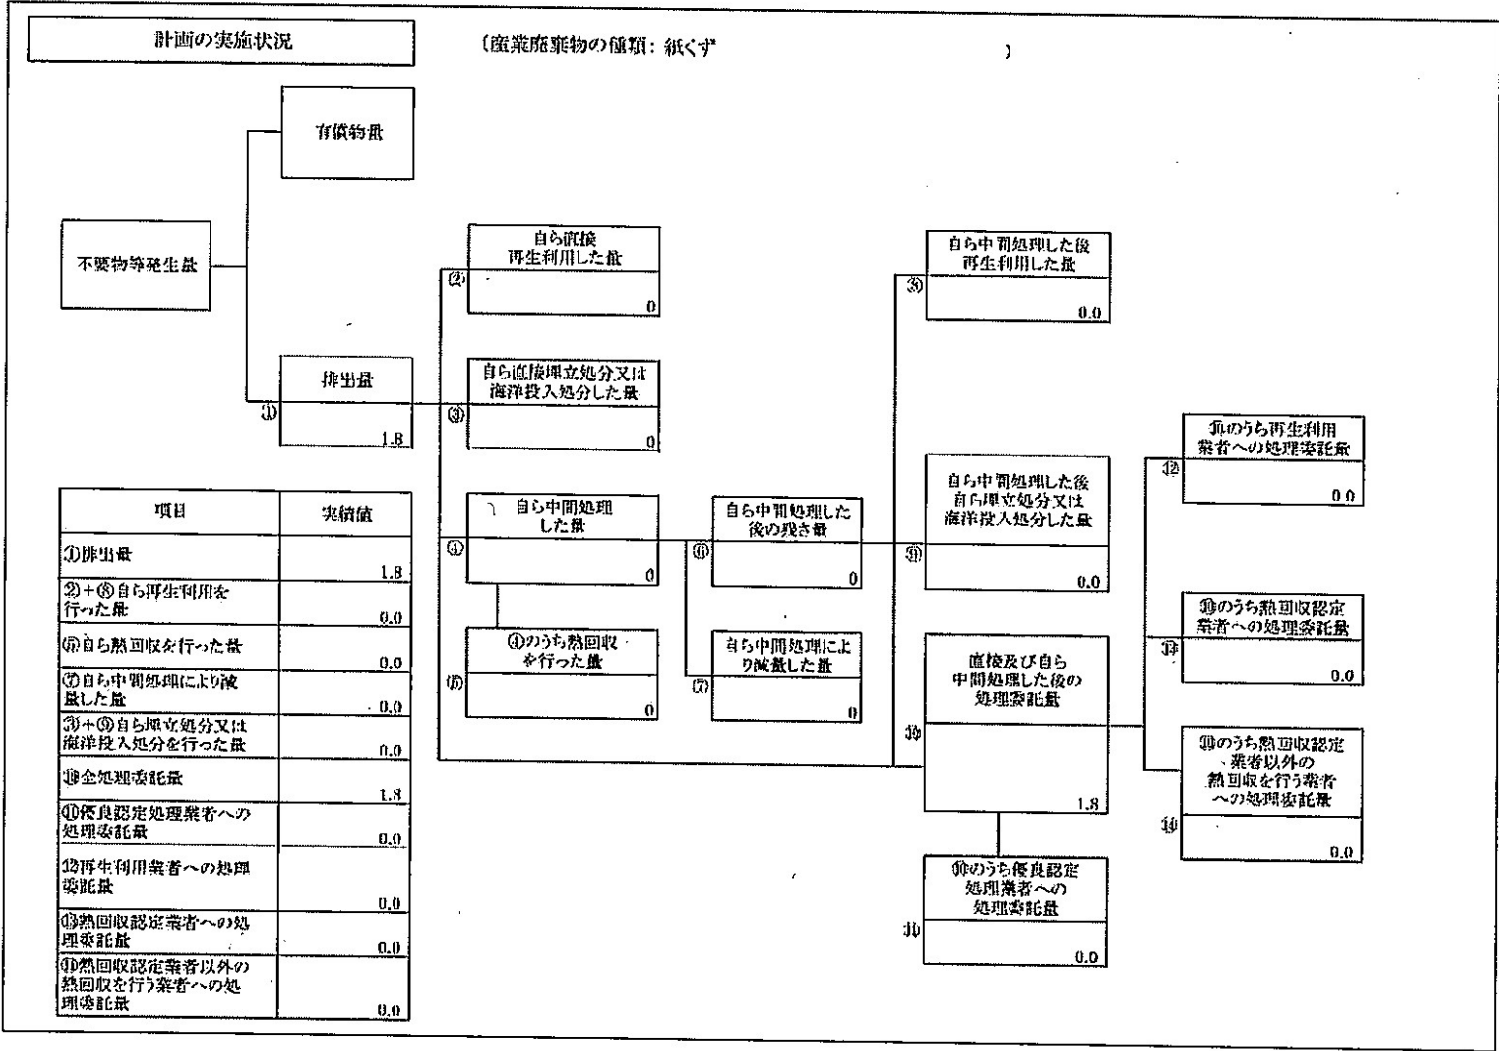 計画の実施状況
(産業廃棄物の種類: 紙くず )
有償物量
不要物等発生量
排出量
①
1.8
自ら直接
再生利用した量
②
0
自ら直接埋立処分又は
海洋投入処分した量
③
0
自ら中間処理
した量
④
0
④のうち熱回収
を行った量
⑤
0
自ら中間処理した
後の残さ量
⑥
0
自ら中間処理によ
り減量した量
⑦
0
自ら中間処理した後
再生利用した量
⑧
0.0
自ら中間処理した後
自ら埋立処分又は
海洋投入処分した量
⑨
0.0
直接及び自ら
中間処理した後の
処理委託量
⑩
1.8
⑩のうち優良認定
処理業者への
処理委託量
⑪
0.0
⑩のうち再生利用
業者への処理委託量
⑫
0.0
⑩のうち熱回収認定
業者への処理委託量
⑬
0.0
⑩のうち熱回収認定
業者以外の
熱回収を行う業者
への処理委託量
⑭
0.0
項目 実績値
①排出量
1.8
②+⑧自ら再生利用を
行った量
0.0
⑤自ら熱回収を行った量
0.0
⑦自ら中間処理により減
量した量
0.0
③+⑨自ら埋立処分又は
海洋投入処分を行った量
0.0
⑩全処理委託量
1.8
⑪優良認定処理業者への
処理委託量
0.0
⑫再生利用業者への処理
委託量
0.0
⑬熱回収認定業者への処
理委託量
0.0
⑭熱回収認定業者以外の
熱回収を行う業者への処
理委託量
0.0